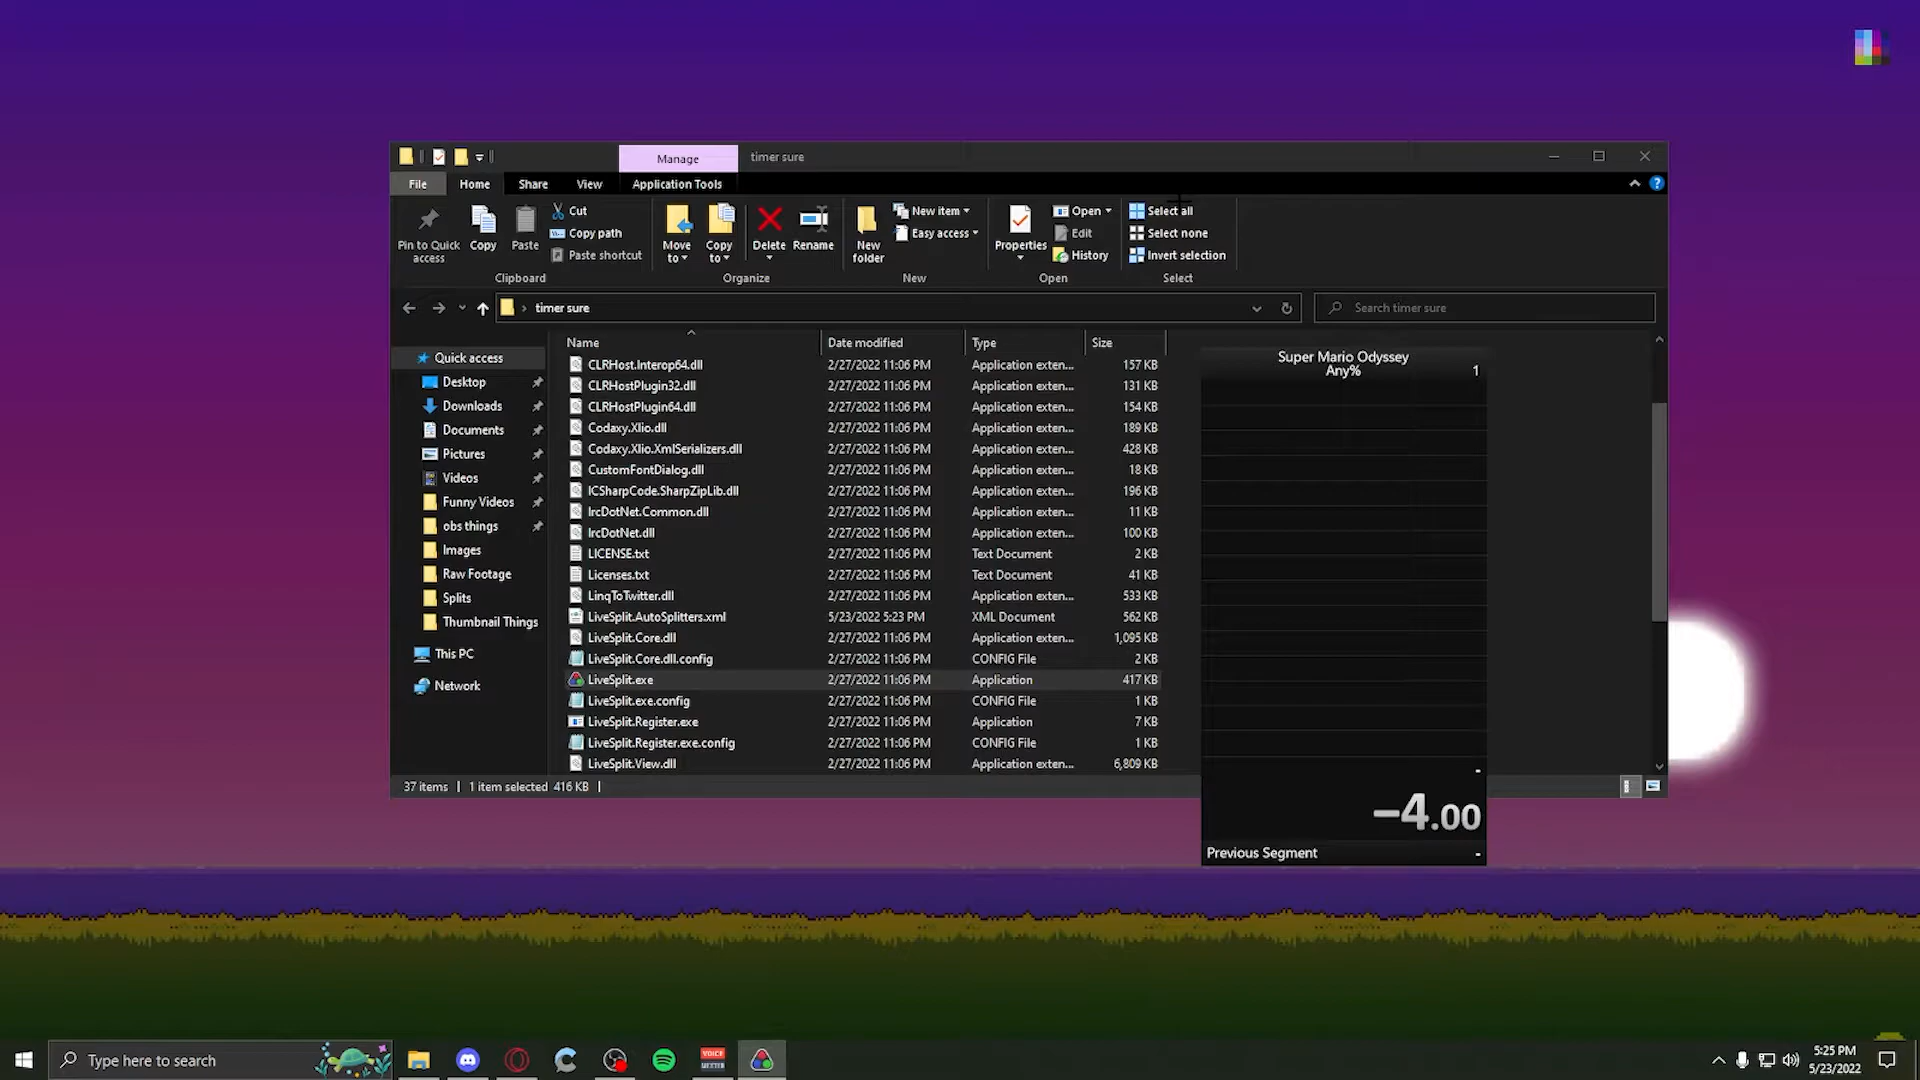 Manage
timer sure
File
Home
Share
View
Application Tools
Pin to Quick
access
Copy
Paste
Cut
Copy path
Paste shortcut
Clipboard
Move
to
Copy
to
Delete
Rename
Organize
New
folder
New item
Easy access
New
Properties
Open
Edit
History
Open
Select all
Select none
Invert selection
Select
timer sure
Search timer sure
Quick access
Desktop
Downloads
Documents
Pictures
Videos
Funny Videos
obs things
Images
Raw Footage
Splits
Thumbnail Things
This PC
Network
Name Date modified Type Size
CLRHost.Interop64.dll 2/27/2022 11:06 PM Application exten... 157 KB
CLRHostPlugin32.dll 2/27/2022 11:06 PM Application exten... 131 KB
CLRHostPlugin64.dll 2/27/2022 11:06 PM Application exten... 154 KB
Codaxy.Xlio.dll 2/27/2022 11:06 PM Application exten... 189 KB
Codaxy.Xlio.XmlSerializers.dll 2/27/2022 11:06 PM Application exten... 428 KB
CustomFontDialog.dll 2/27/2022 11:06 PM Application exten... 18 KB
ICSharpCode.SharpZipLib.dll 2/27/2022 11:06 PM Application exten... 196 KB
IrcDotNet.Common.dll 2/27/2022 11:06 PM Application exten... 11 KB
IrcDotNet.dll 2/27/2022 11:06 PM Application exten... 100 KB
LICENSE.txt 2/27/2022 11:06 PM Text Document 2 KB
Licenses.txt 2/27/2022 11:06 PM Text Document 41 KB
LinqToTwitter.dll 2/27/2022 11:06 PM Application exten... 533 KB
LiveSplit.AutoSplitters.xml 5/23/2022 5:23 PM XML Document 562 KB
LiveSplit.Core.dll 2/27/2022 11:06 PM Application exten... 1,095 KB
LiveSplit.Core.dll.config 2/27/2022 11:06 PM CONFIG File 2 KB
LiveSplit.exe 2/27/2022 11:06 PM Application 417 KB
LiveSplit.exe.config 2/27/2022 11:06 PM CONFIG File 1 KB
LiveSplit.Register.exe 2/27/2022 11:06 PM Application 7 KB
LiveSplit.Register.exe.config 2/27/2022 11:06 PM CONFIG File 1 KB
LiveSplit.View.dll 2/27/2022 11:06 PM Application exten... 6,809 KB
37 items | 1 item selected 416 KB |
Super Mario Odyssey
Any% 1
-
−4.00
Previous Segment -
Type here to search
VOICE
MEETER
5:25 PM
5/23/2022